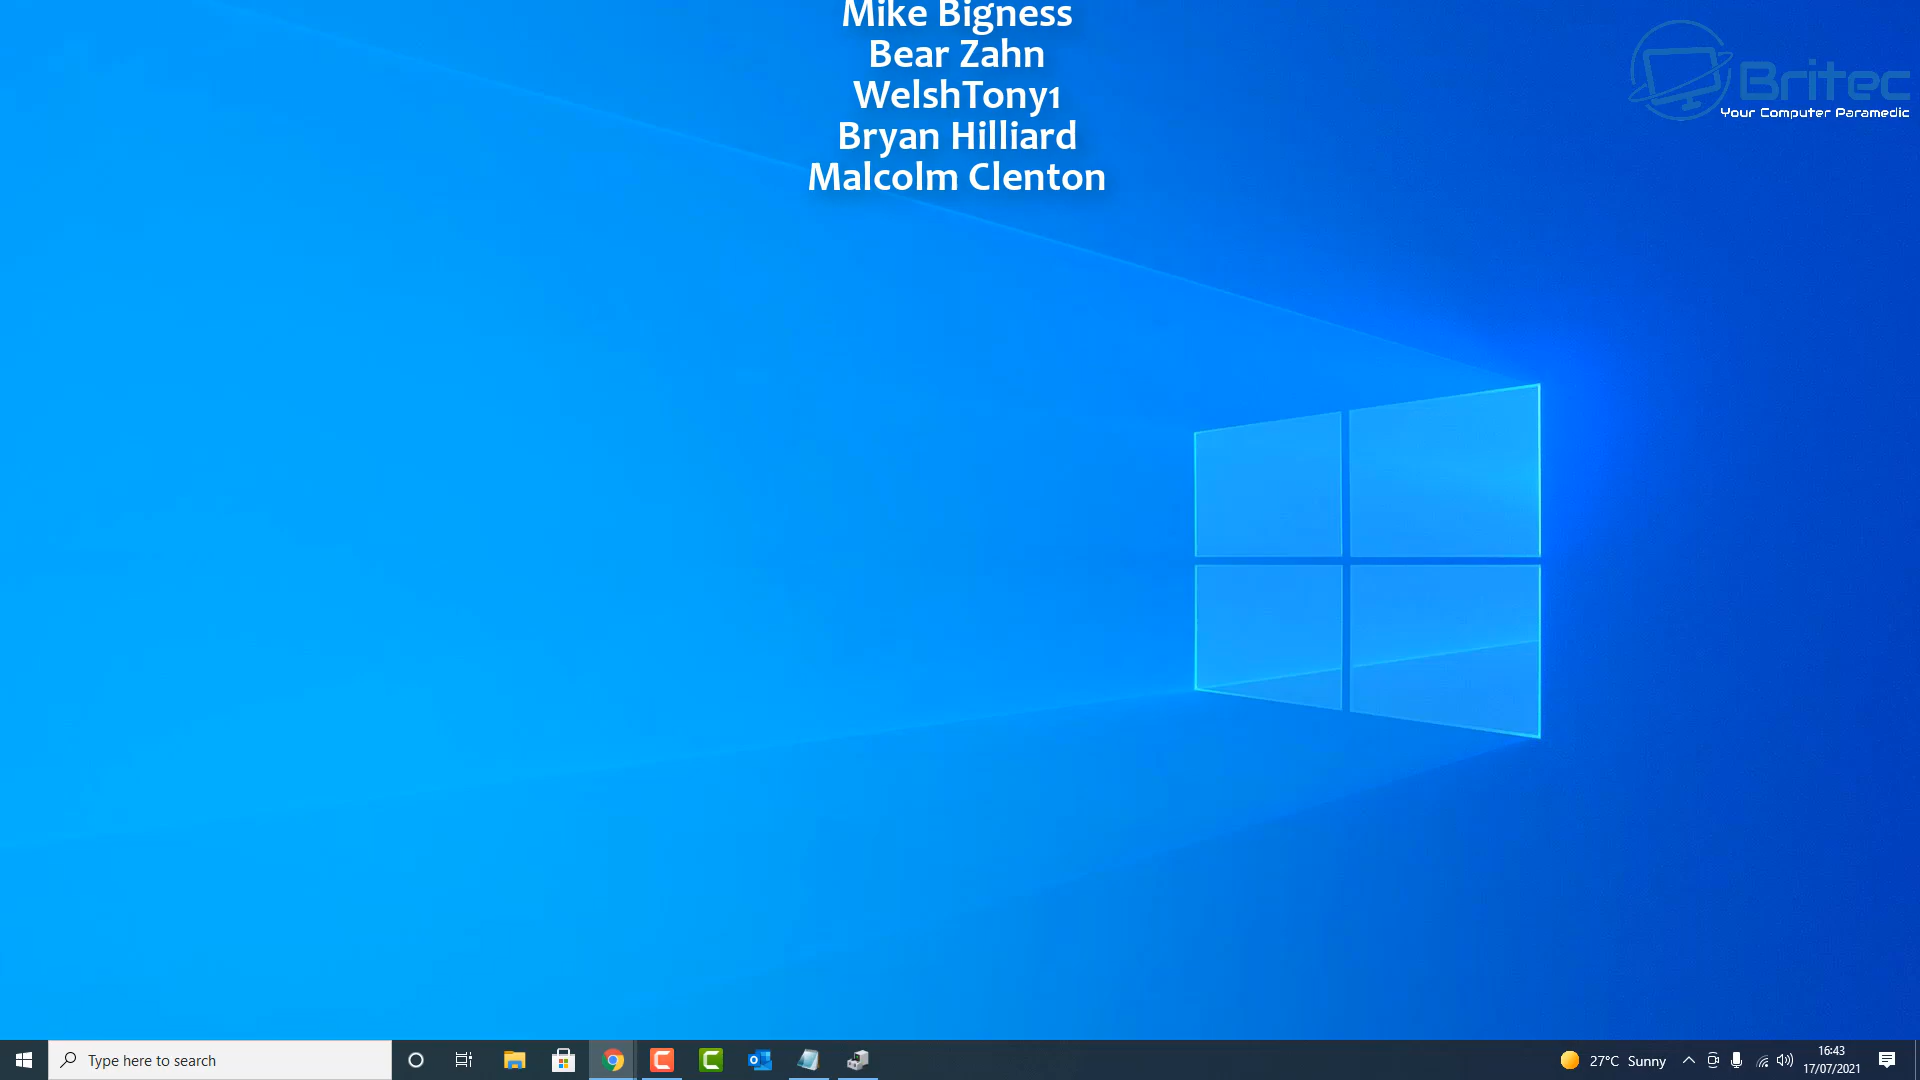 Mike Bigness
Bear Zahn
WelshTony1
Bryan Hilliard
Malcolm Clenton
Britec
Your Computer Paramedic
Type here to search
27°C Sunny
16:43
17/07/2021